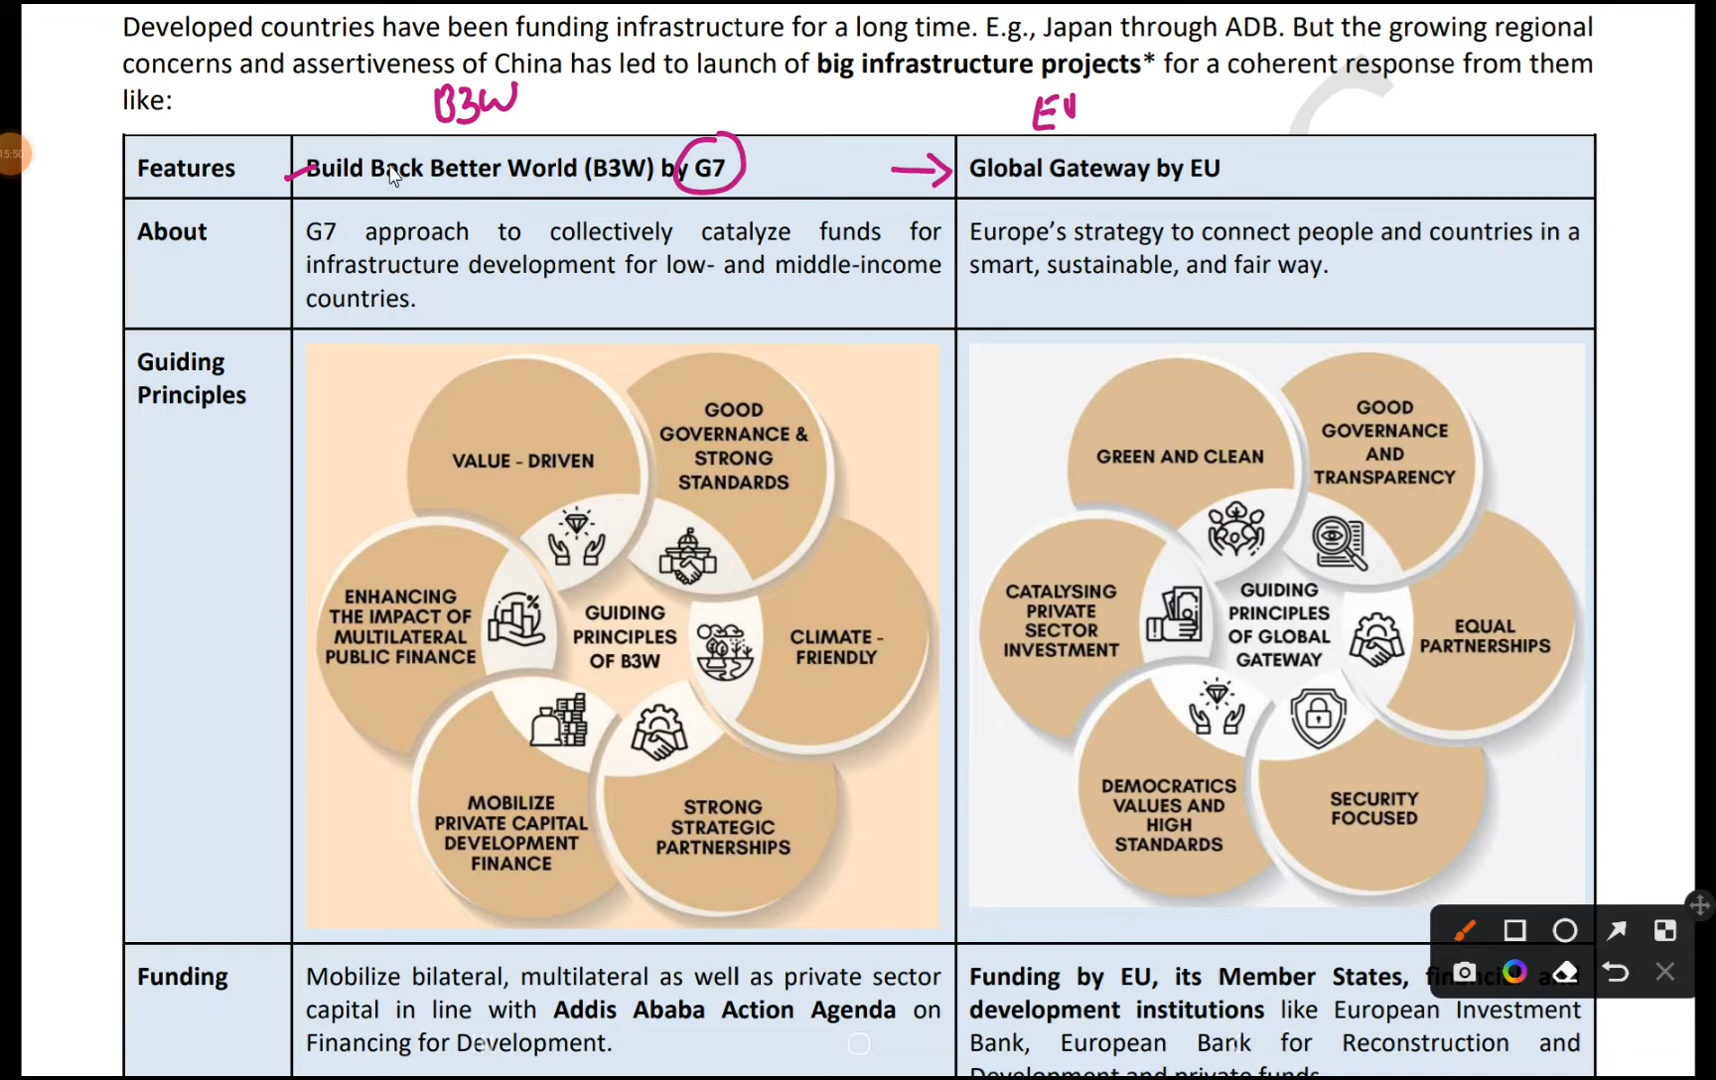 Developed countries have been funding infrastructure for a long time. E.g., Japan through ADB. But the growing regional
concerns and assertiveness of China has led to launch of big infrastructure projects* for a coherent response from them
like:
B3W
EU
15:50
Features
Build Back Better World (B3W) by G7
Global Gateway by EU
About
G7 approach to collectively catalyze funds for
infrastructure development for low- and middle-income
countries.
Europe's strategy to connect people and countries in a
smart, sustainable, and fair way.
Guiding
Principles
VALUE - DRIVEN
GOOD
GOVERNANCE &
STRONG
STANDARDS
CLIMATE -
FRIENDLY
STRONG
STRATEGIC
PARTNERSHIPS
MOBILIZE
PRIVATE CAPITAL
DEVELOPMENT
FINANCE
ENHANCING
THE IMPACT OF
MULTILATERAL
PUBLIC FINANCE
GUIDING
PRINCIPLES
OF B3W
GREEN AND CLEAN
GOOD
GOVERNANCE
AND
TRANSPARENCY
EQUAL
PARTNERSHIPS
SECURITY
FOCUSED
DEMOCRATICS
VALUES AND
HIGH
STANDARDS
CATALYSING
PRIVATE
SECTOR
INVESTMENT
GUIDING
PRINCIPLES
OF GLOBAL
GATEWAY
Funding
Mobilize bilateral, multilateral as well as private sector
capital in line with Addis Ababa Action Agenda on
Financing for Development.
Funding by EU, its Member States, financial and
development institutions like European Investment
Bank, European Bank for Reconstruction and
Development and private funds